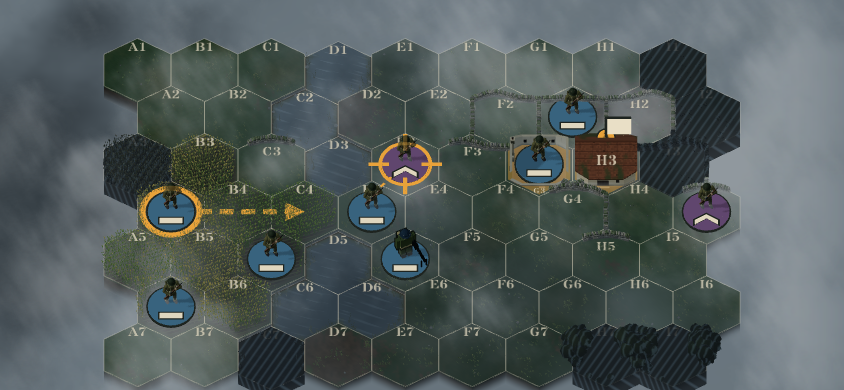 A1 B1 C1 D1 E1 F1 G1 H1
A2 B2 C2 D2 E2 F2 H2
B3 C3 D3 F3 H3
B4 C4 E4 F4 G3 G4 H4
A5 B5 D5 F5 G5 H5 I5
B6 C6 D6 E6 F6 G6 H6 I6
A7 B7 D7 E7 F7 G7